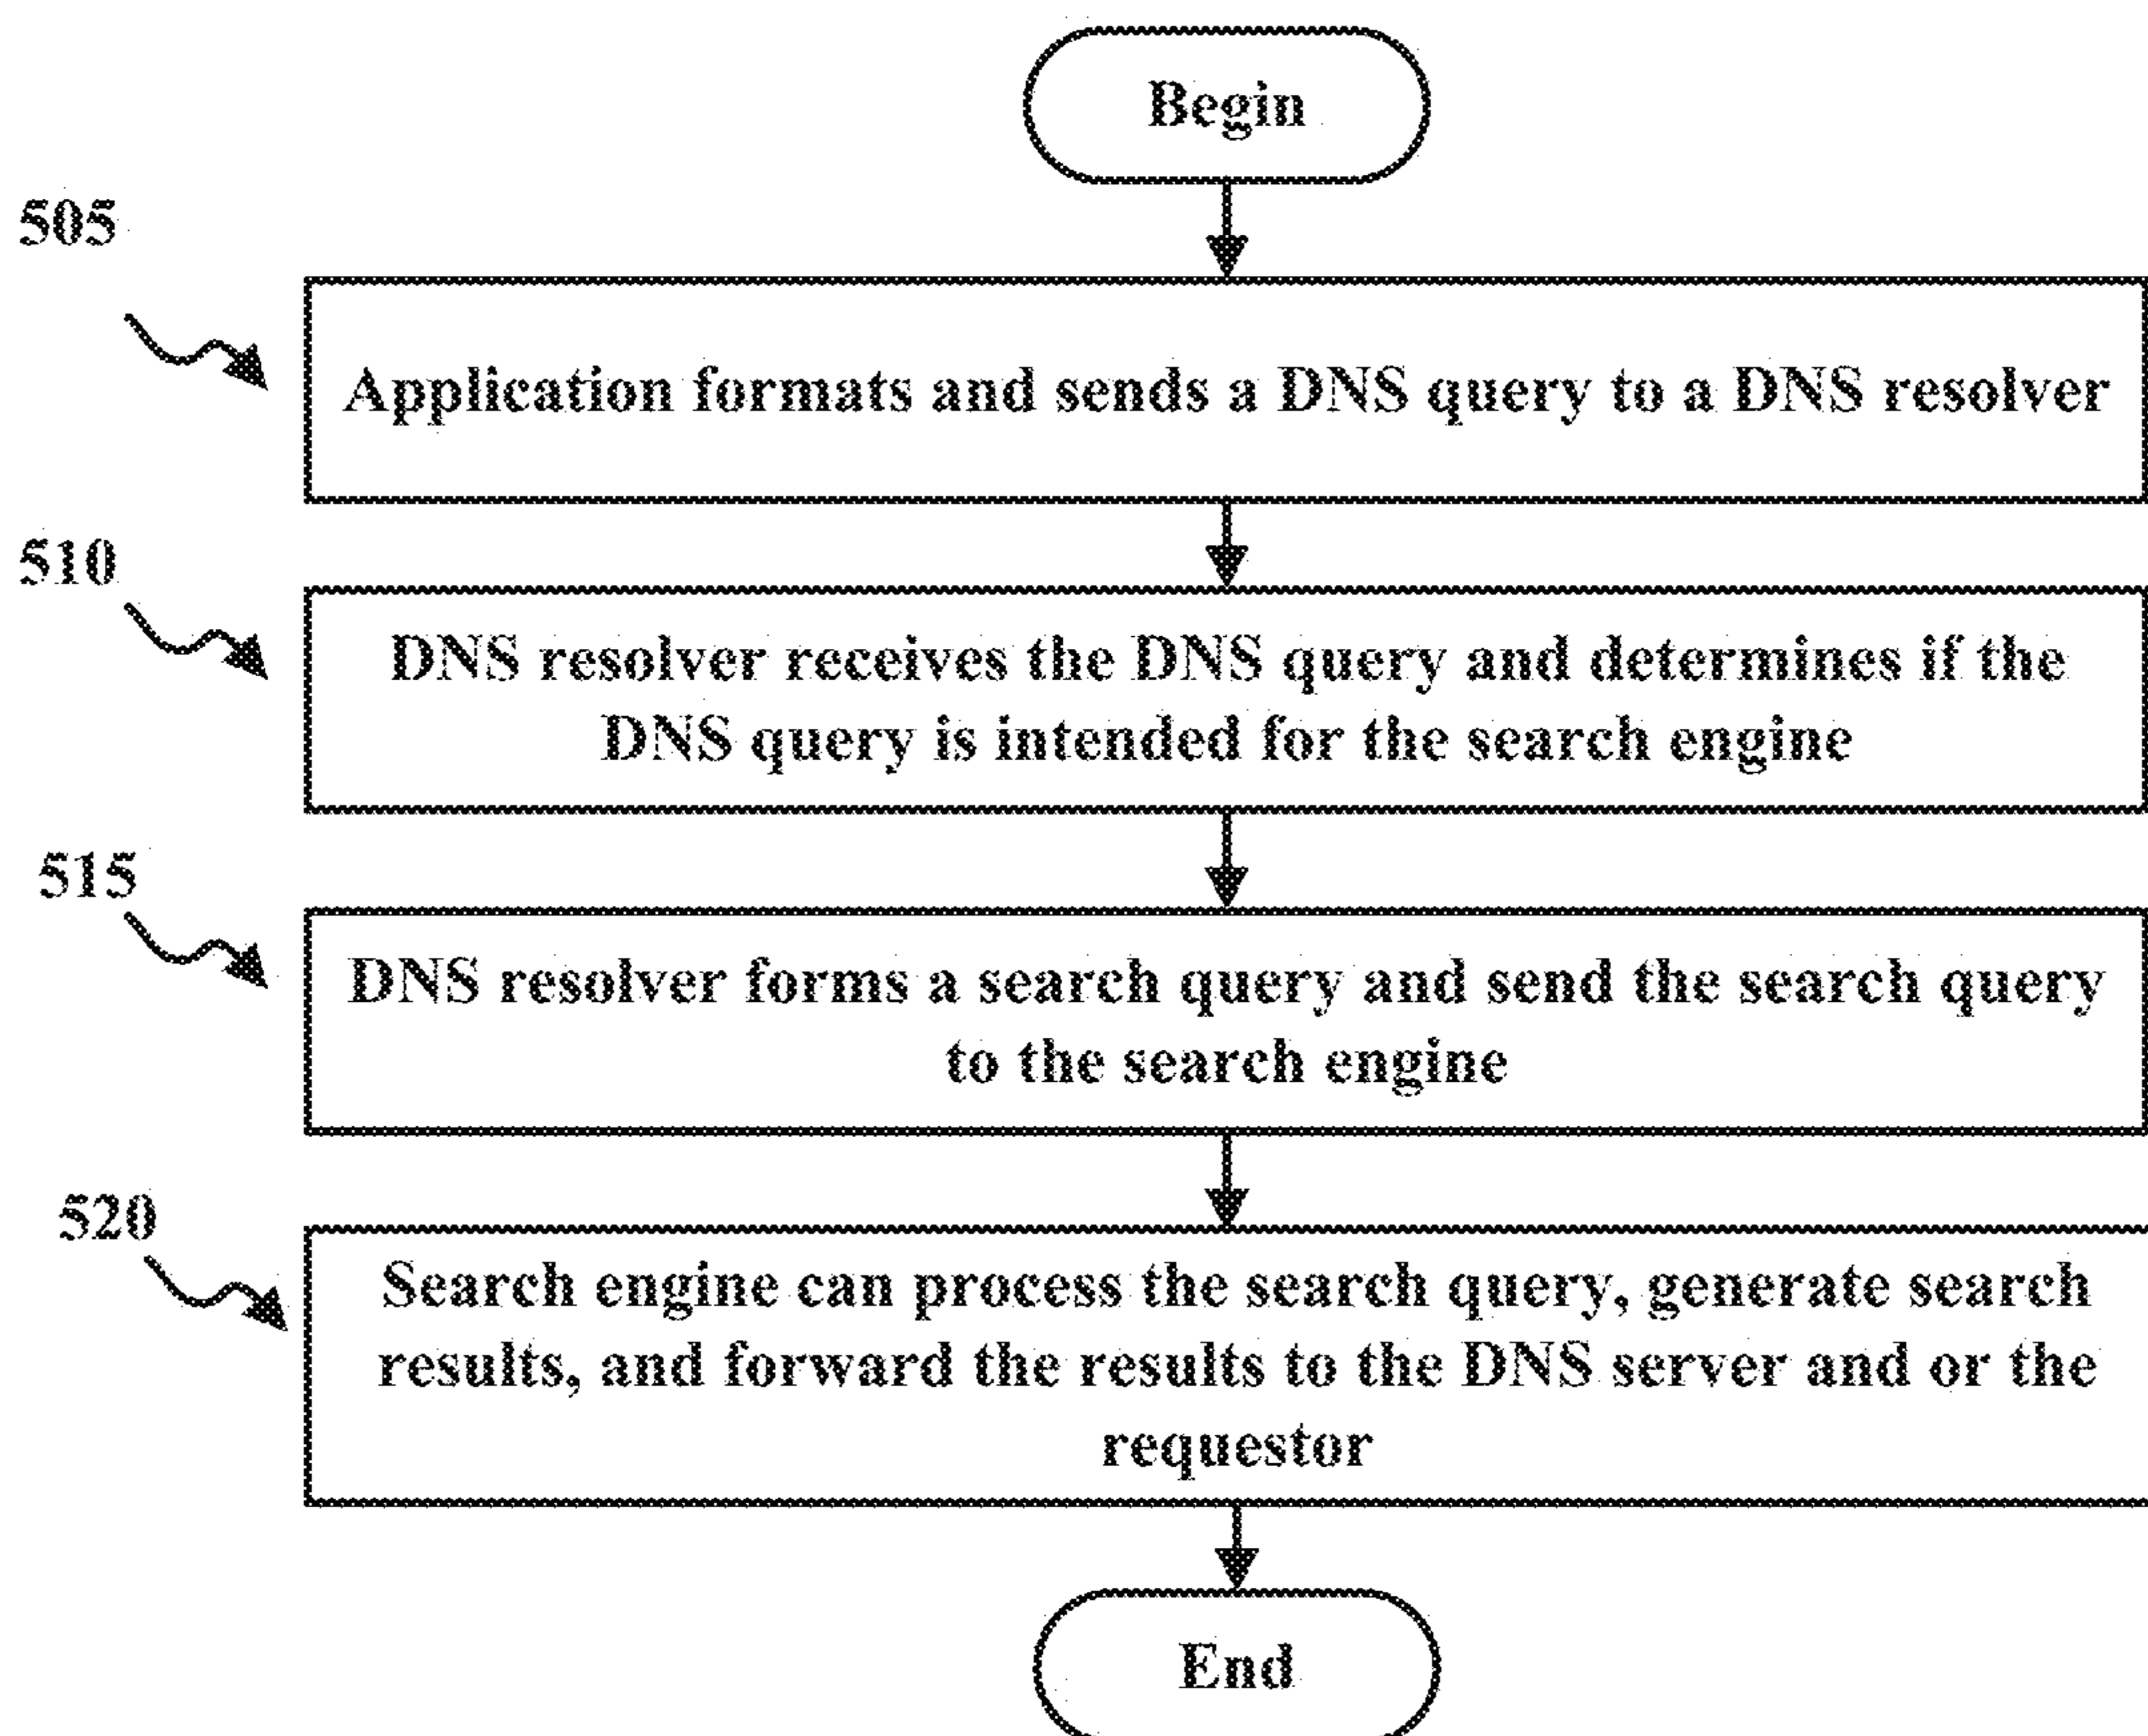 Begin
505
Application formats and sends a DNS query to a DNS resolver
510
DNS resolver receives the DNS query and determines if the
DNS query is intended for the search engine
515
DNS resolver forms a search query and send the search query
to the search engine
520
Search engine can process the search query, generate search
results, and forward the results to the DNS server and or the
requestor
End